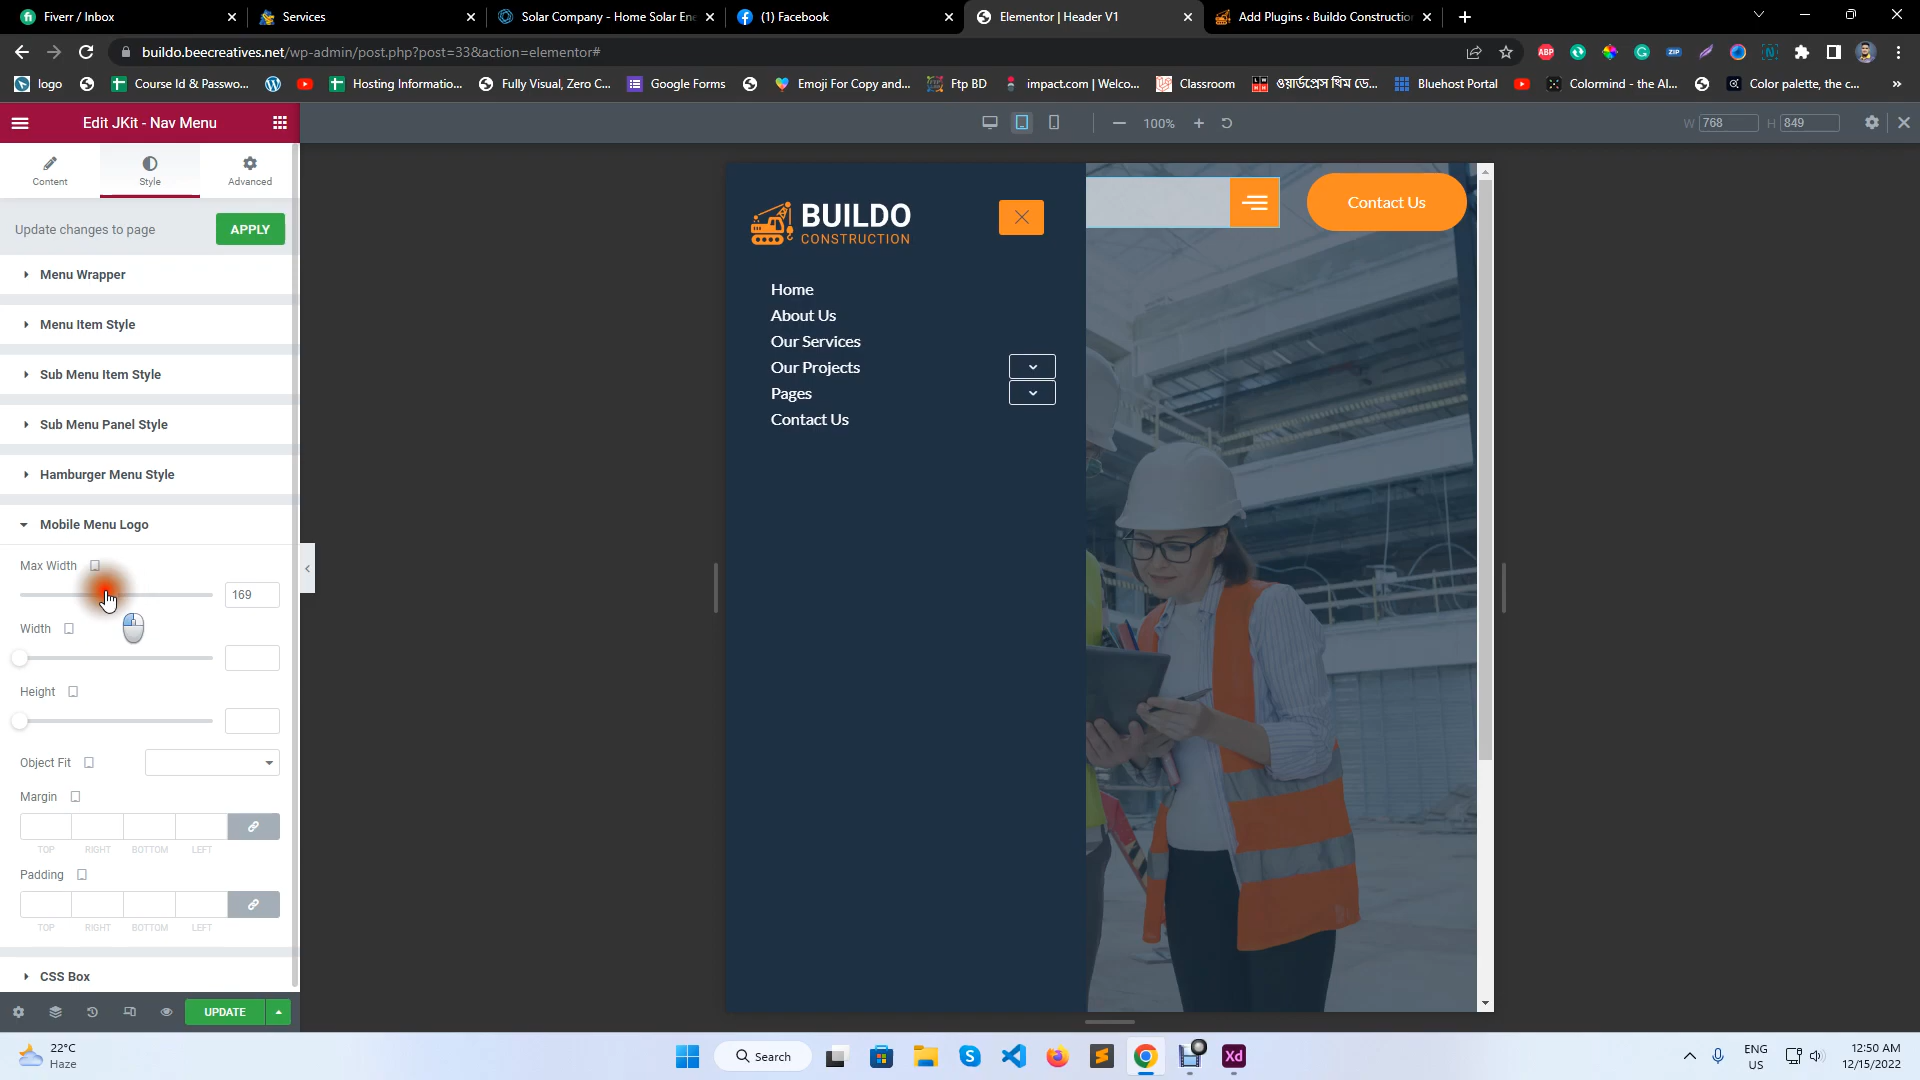 Fiverr / Inbox
Services
Solar Company - Home Solar Ene
(1) Facebook
Elementor | Header V1
Add Plugins ‹ Buildo Constructio
buildo.beecreatives.net/wp-admin/post.php?post=33&action=elementor#
ABP
ZIP
logo
Course Id & Passwo...
Hosting Informatio...
Fully Visual, Zero C...
Google Forms
Emoji For Copy and...
Ftp BD
impact.com | Welco...
Classroom
ওয়ার্ডপ্রেস থিম ডে...
Bluehost Portal
Colormind - the AI...
Color palette, the c...
»
Edit JKit - Nav Menu
100%
W 768
H 849
Content
Style
Advanced
Update changes to page
APPLY
Menu Wrapper
Menu Item Style
Sub Menu Item Style
Sub Menu Panel Style
Hamburger Menu Style
Mobile Menu Logo
Max Width
169
Width
Height
Object Fit
Margin
TOP RIGHT BOTTOM LEFT
Padding
TOP RIGHT BOTTOM LEFT
CSS Box
UPDATE
BUILDO
CONSTRUCTION
Contact Us
Home
About Us
Our Services
Our Projects
Pages
Contact Us
22°C
Haze
Search
Xd
ENG
US
12:50 AM
12/15/2022